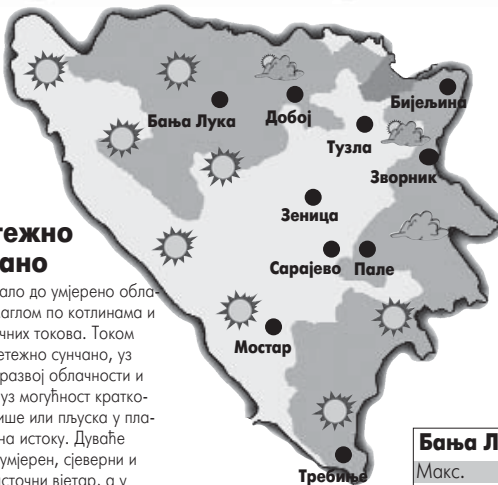 Бања Лука
Добој
Бијељина
Тузла
Зворник
Зеница
Сарајево
Пале
Мостар
Требиње
тежно
ано
ало до умјерено обла-
аглом по котлинама и
чних токова. Током
етежно сунчано, уз
развој облачности и
уз могућност кратко-
ише или пљуска у пла-
на истоку. Дуваће
умјерен, сјеверни и
источни вјетар, а у
Бања Л
Макс.